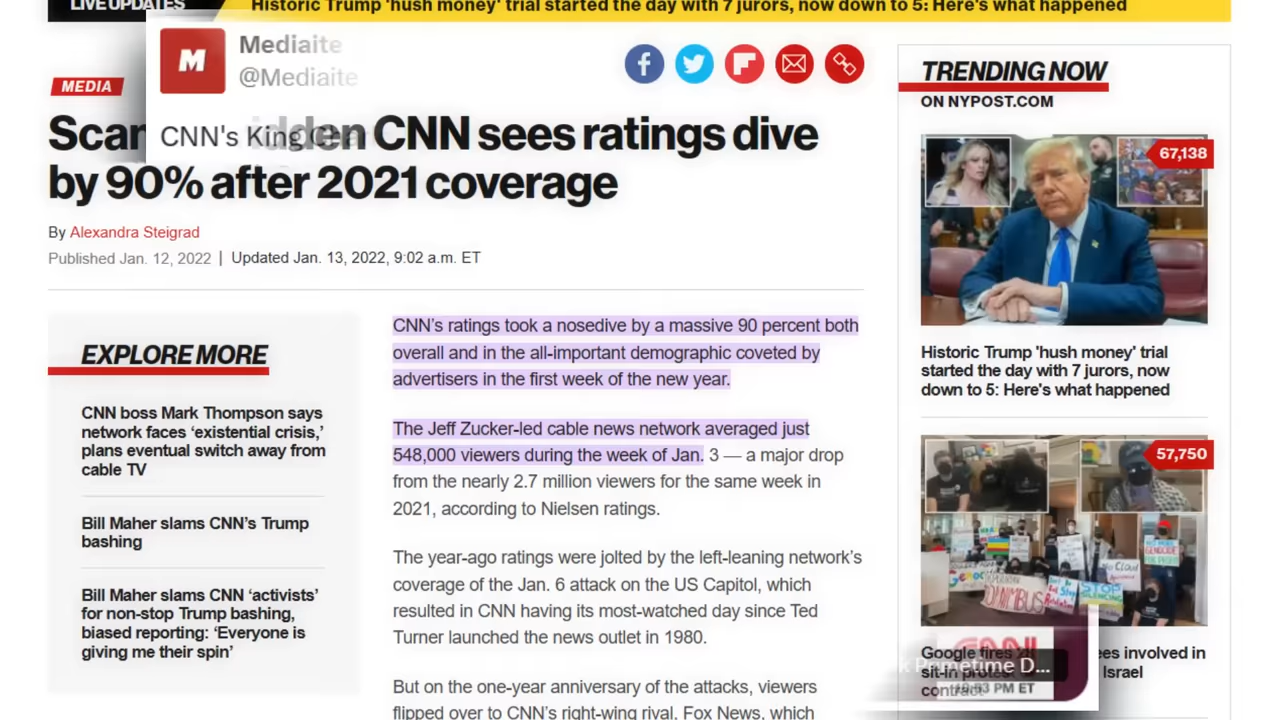 LIVE UPDATES
Historic Trump 'hush money' trial started the day with 7 jurors, now down to 5: Here's what happened
M
Mediaite
@Mediaite
CNN's King
MEDIA
CNN sees ratings dive
by 90% after 2021 coverage
By Alexandra Steigrad
Published Jan. 12, 2022 | Updated Jan. 13, 2022, 9:02 a.m. ET
EXPLORE MORE
CNN boss Mark Thompson says
network faces ‘existential crisis,’
plans eventual switch away from
cable TV
Bill Maher slams CNN’s Trump
bashing
Bill Maher slams CNN ‘activists’
for non-stop Trump bashing,
biased reporting: ‘Everyone is
giving me their spin’
CNN’s ratings took a nosedive by a massive 90 percent both
overall and in the all-important demographic coveted by
advertisers in the first week of the new year.
The Jeff Zucker-led cable news network averaged just
548,000 viewers during the week of Jan. 3 — a major drop
from the nearly 2.7 million viewers for the same week in
2021, according to Nielsen ratings.
The year-ago ratings were jolted by the left-leaning network’s
coverage of the Jan. 6 attack on the US Capitol, which
resulted in CNN having its most-watched day since Ted
Turner launched the news outlet in 1980.
But on the one-year anniversary of the attacks, viewers
flipped over to CNN’s right-wing rival, Fox News, which
TRENDING NOW
ON NYPOST.COM
67,138
Historic Trump 'hush money' trial
started the day with 7 jurors, now
down to 5: Here's what happened
57,750
STOP
Google fires
involved in
sit-in protest
Israel
contract
Primetime D...
PM ET